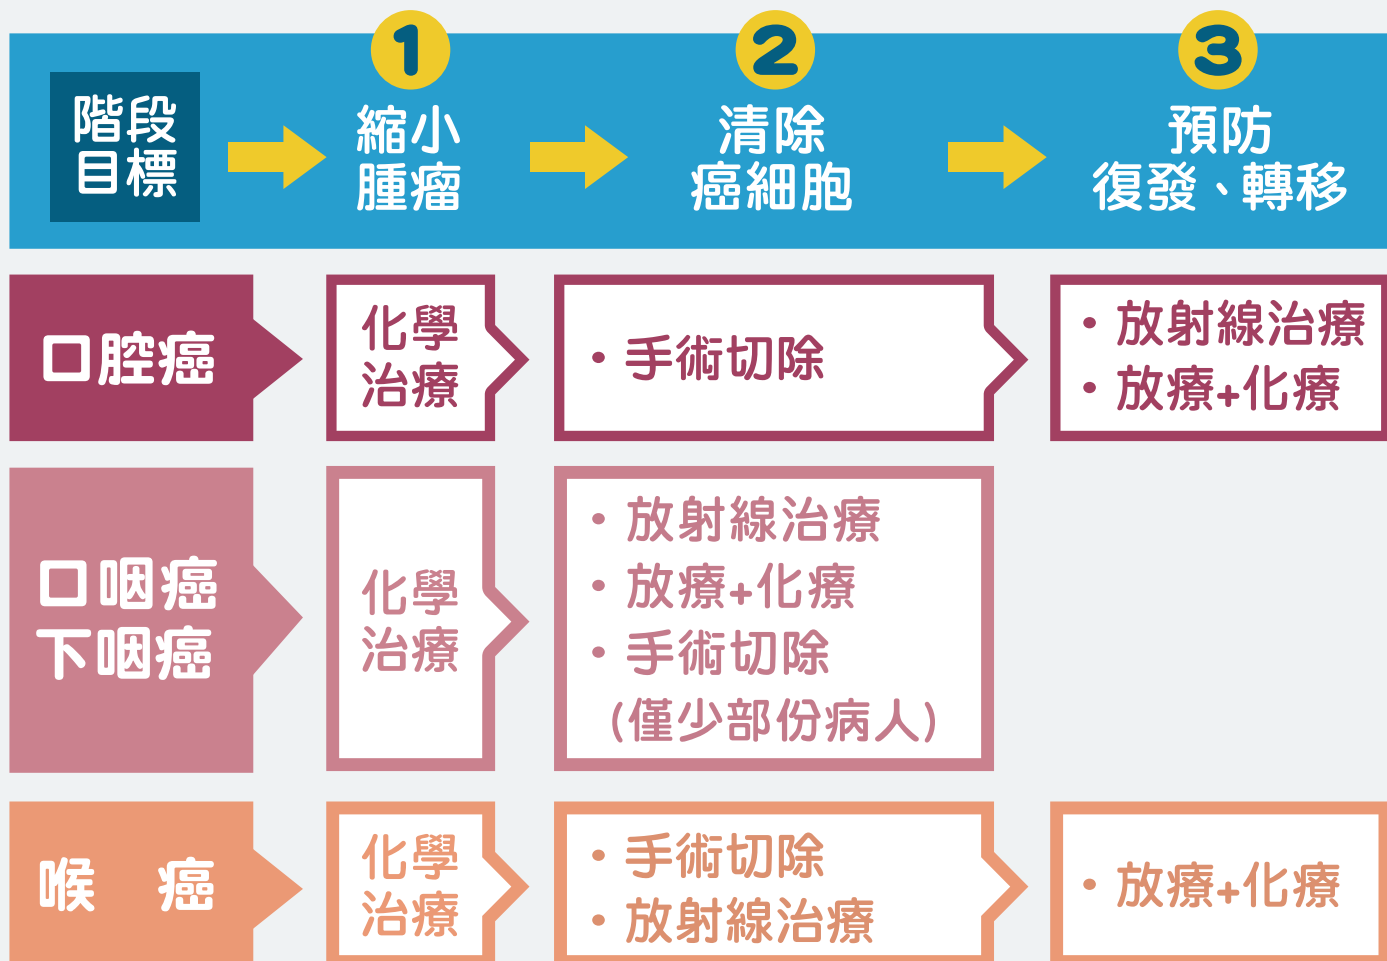 階段
目標
1
縮小
腫瘤
2
清除
癌細胞
3
預防
復發、轉移
口腔癌
化學
治療
・手術切除
・放射線治療
・放療+化療
口咽癌
下咽癌
化學
治療
・放射線治療
・放療+化療
・手術切除
(僅少部份病人)
喉 癌
化學
治療
・手術切除
・放射線治療
・放療+化療